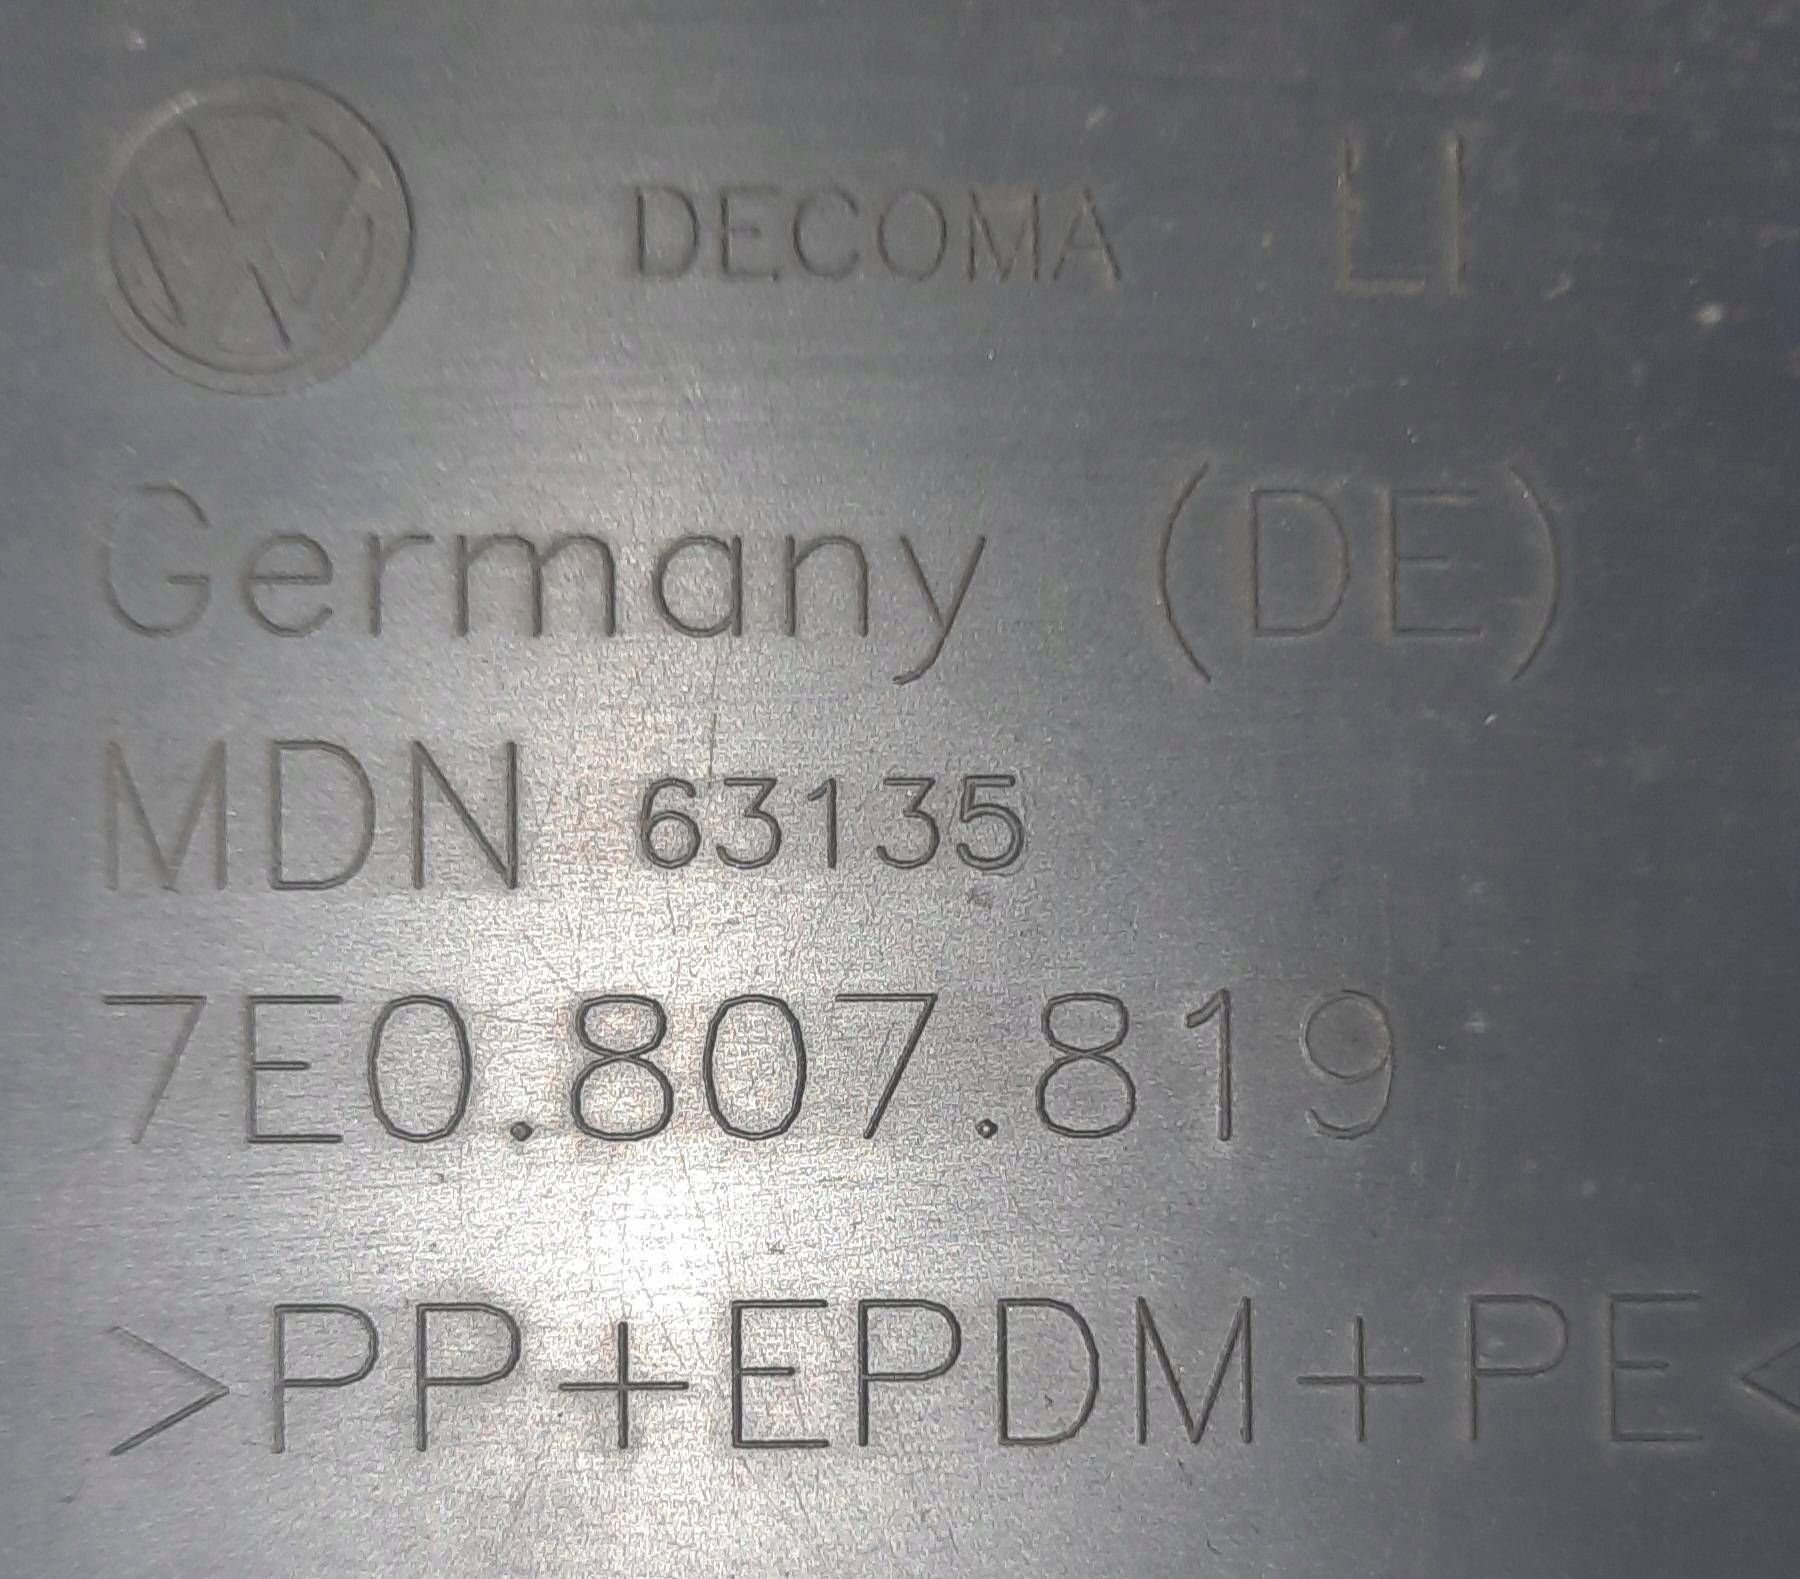 DECOMA LI
Germany (DE)
MDN 63135
7E0.807.819
>PP+EPDM+PE<